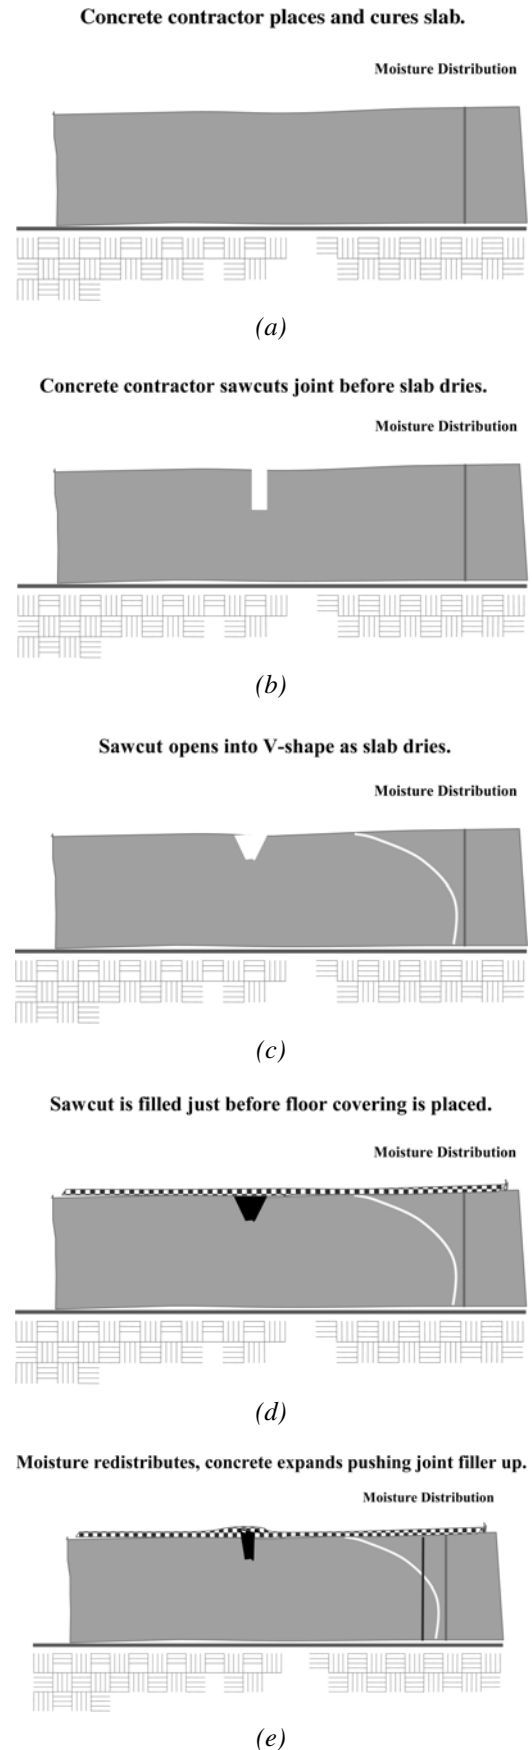 Concrete contractor places and cures slab.
Moisture Distribution
(a)
Concrete contractor sawcuts joint before slab dries.
Moisture Distribution
(b)
Sawcut opens into V-shape as slab dries.
Moisture Distribution
(c)
Sawcut is filled just before floor covering is placed.
Moisture Distribution
(d)
Moisture redistributes, concrete expands pushing joint filler up.
Moisture Distribution
(e)